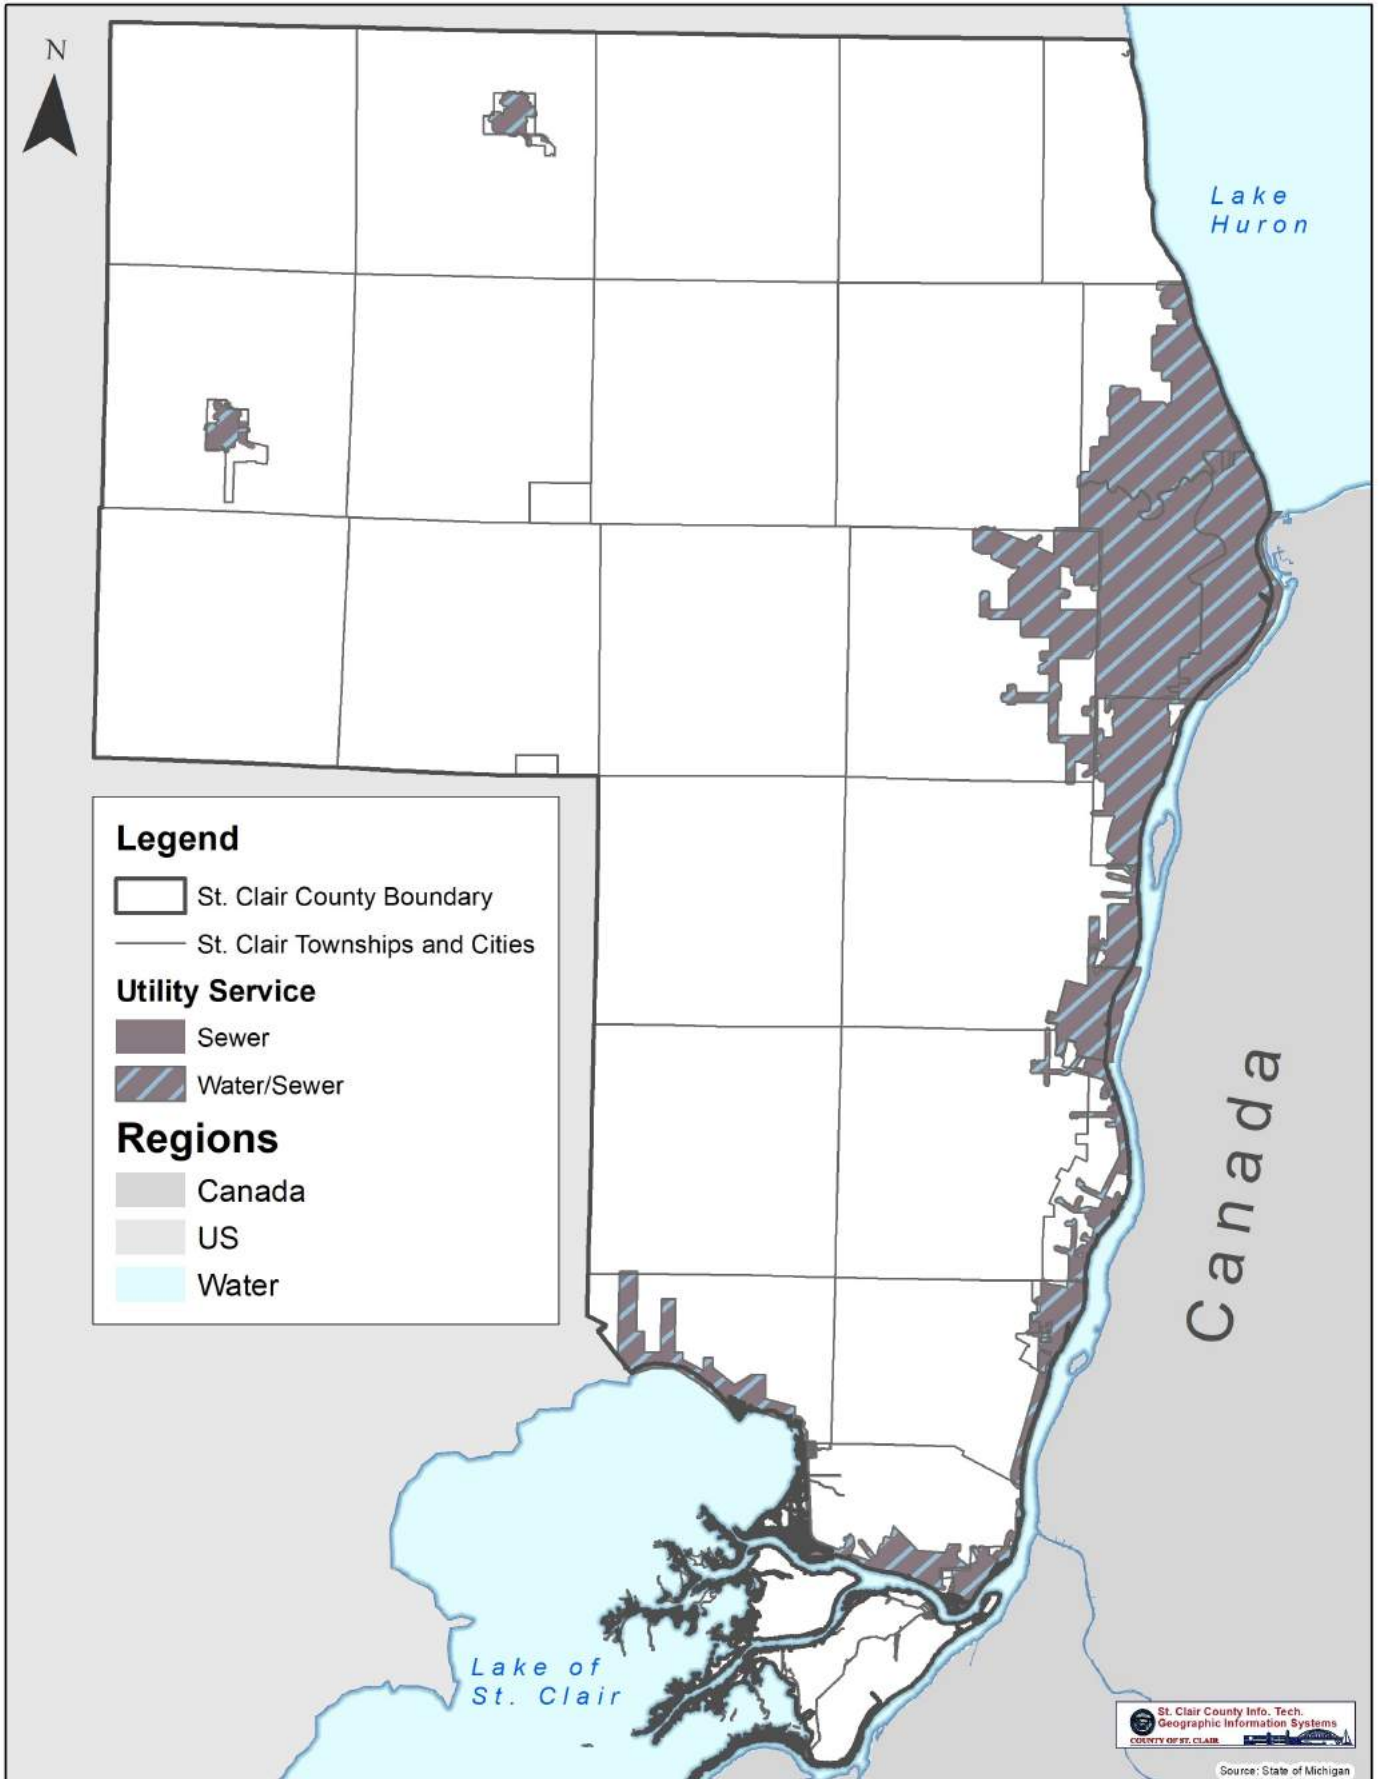 N
Lake
Huron
Legend
St. Clair County Boundary
St. Clair Townships and Cities
Utility Service
Sewer
Water/Sewer
Regions
Canada
US
Water
Canada
Lake of
St. Clair
St. Clair County Info. Tech.
Geographic Information Systems
COUNTY OF ST. CLAIR
Source: State of Michigan